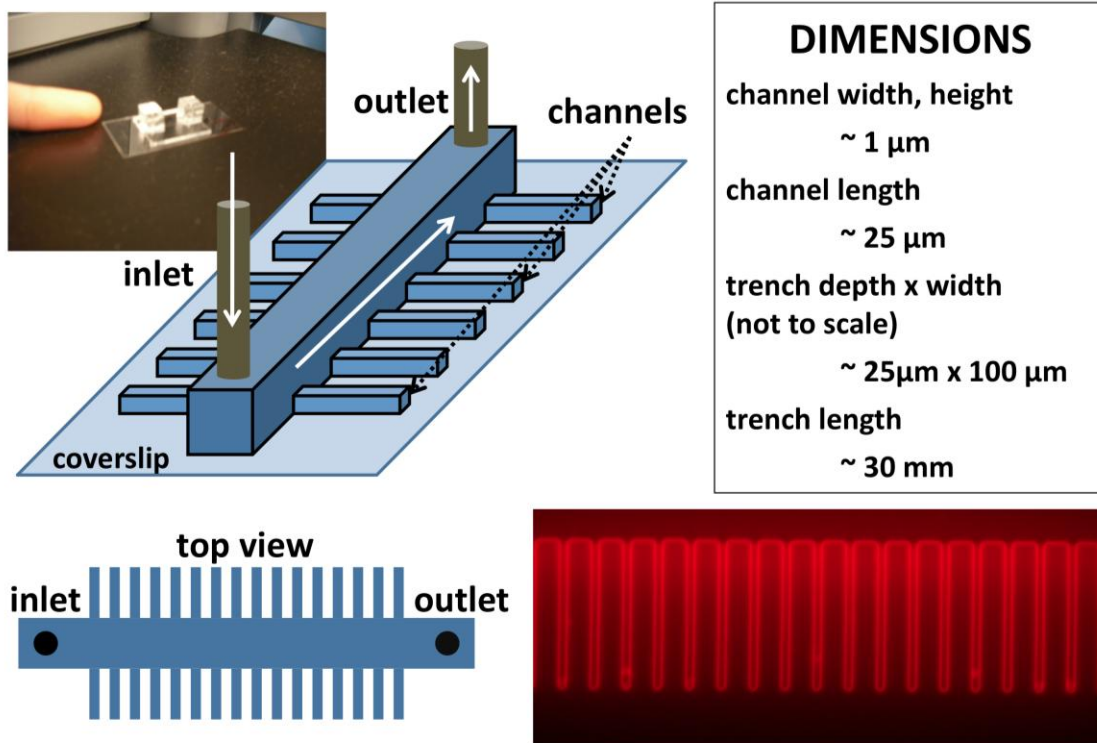 outlet
channels
inlet
coverslip
DIMENSIONS
channel width, height
~ 1 µm
channel length
~ 25 µm
trench depth x width
(not to scale)
~ 25µm x 100 µm
trench length
~ 30 mm
top view
inlet
outlet